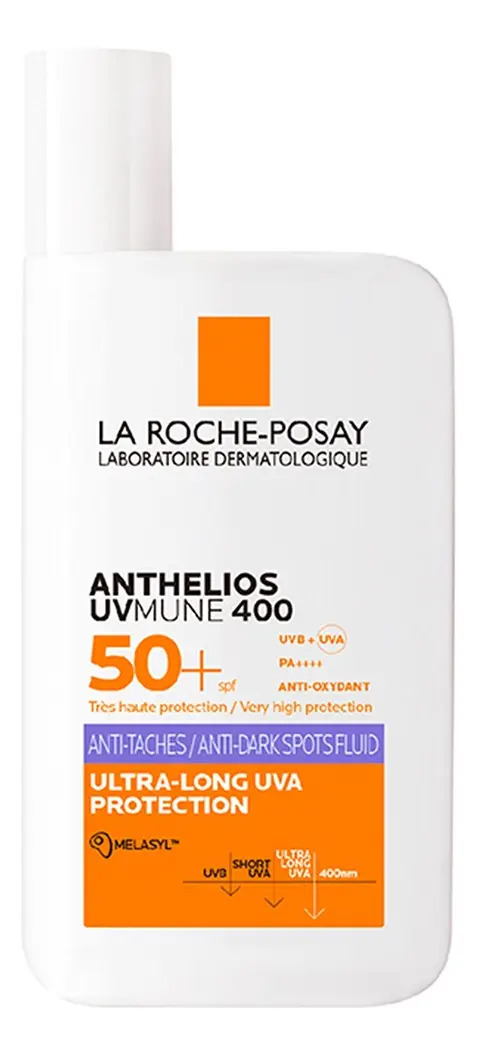 LA ROCHE-POSAY
LABORATOIRE DERMATOLOGIQUE
ANTHELIOS
UVMUNE 400
50+ spf
UVB + UVA
PA++++
ANTI-OXYDANT
Très haute protection / Very high protection
ANTI-TACHES / ANTI-DARK SPOTS FLUID
ULTRA-LONG UVA
PROTECTION
MELASYL™
UVB
SHORT
UVA
ULTRA
LONG
UVA
400nm